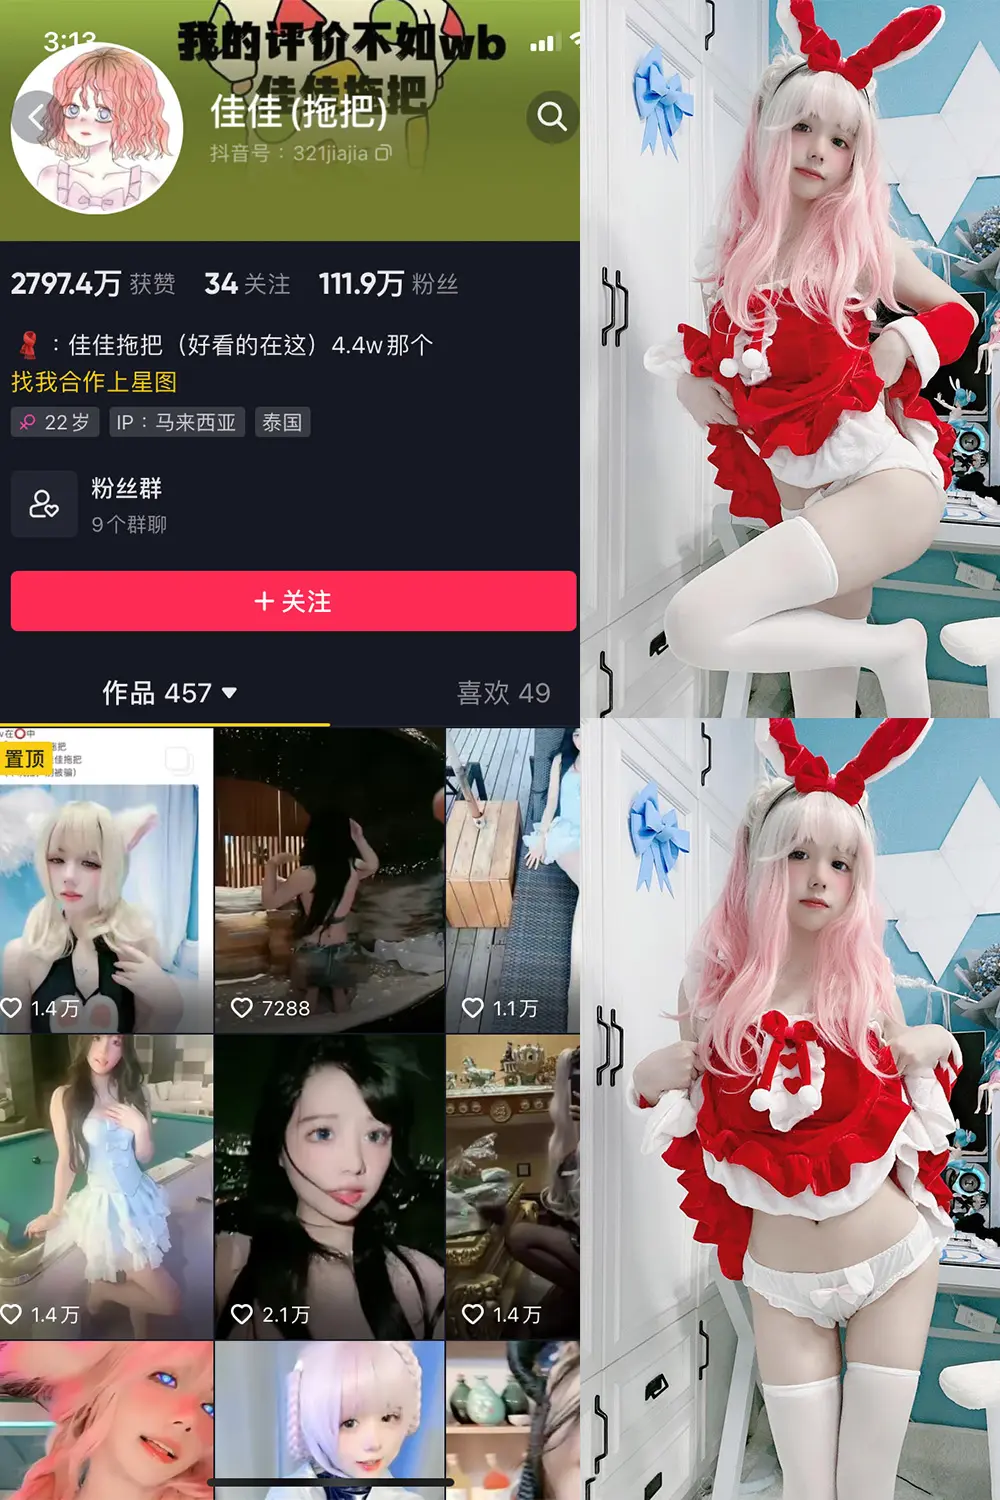 我的评价不如wb
佳佳拖把
3:13
佳佳(拖把)
抖音号：321jiajia
2797.4万 获赞 34 关注 111.9万 粉丝
：佳佳拖把（好看的在这）4.4w那个
找我合作上星图
22岁 IP：马来西亚 泰国
粉丝群
9个群聊
+ 关注
作品 457 喜欢 49
置顶
1.4万 7288 1.1万
1.4万 2.1万 1.4万